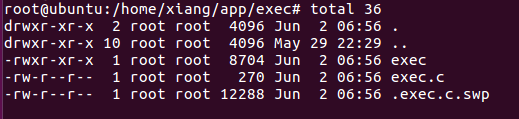 root@ubuntu:/home/xiang/app/exec# total 36
drwxr-xr-x  2 root root  4096 Jun  2 06:56 .
drwxr-xr-x 10 root root  4096 May 29 22:29 ..
-rwxr-xr-x  1 root root  8704 Jun  2 06:56 exec
-rw-r--r--  1 root root   270 Jun  2 06:56 exec.c
-rw-r--r--  1 root root 12288 Jun  2 06:56 .exec.c.swp